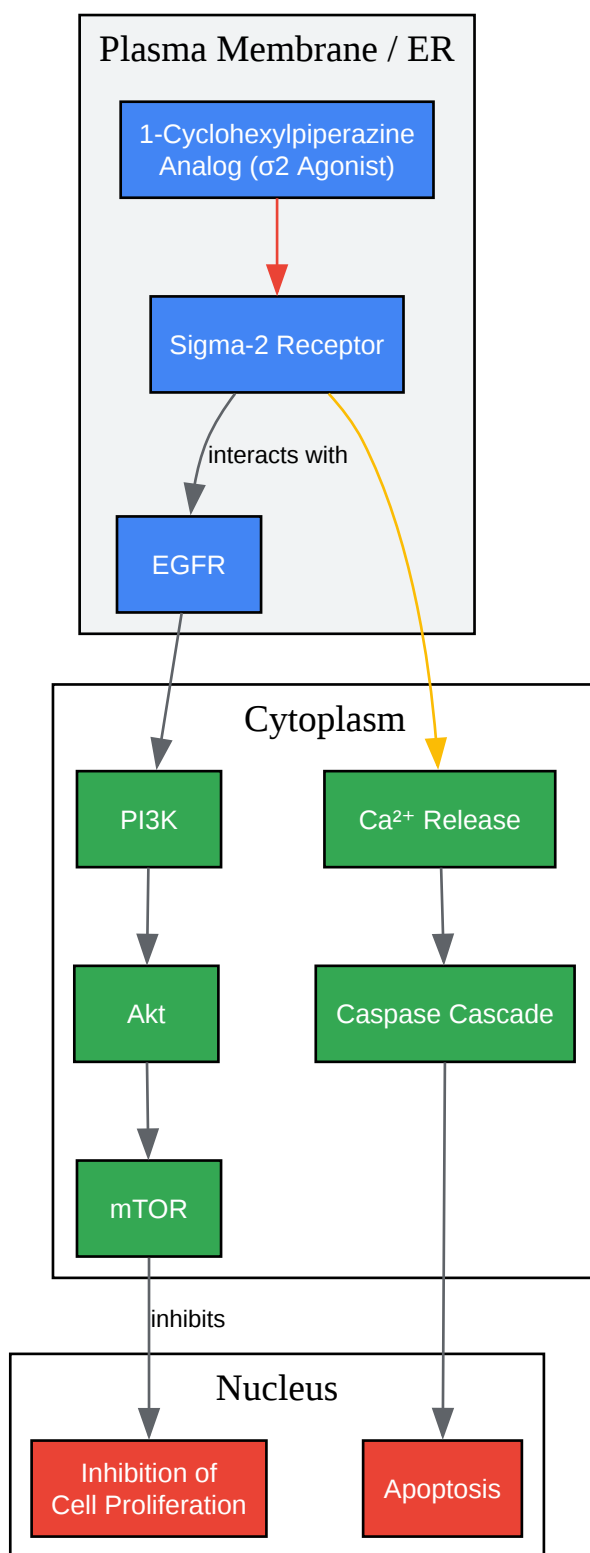 Plasma Membrane / ER
1-Cyclohexylpiperazine
Analog (σ2 Agonist)
Sigma-2 Receptor
interacts with
EGFR
Cytoplasm
PI3K
Ca²⁺ Release
Akt
Caspase Cascade
mTOR
inhibits
Nucleus
Inhibition of
Cell Proliferation
Apoptosis